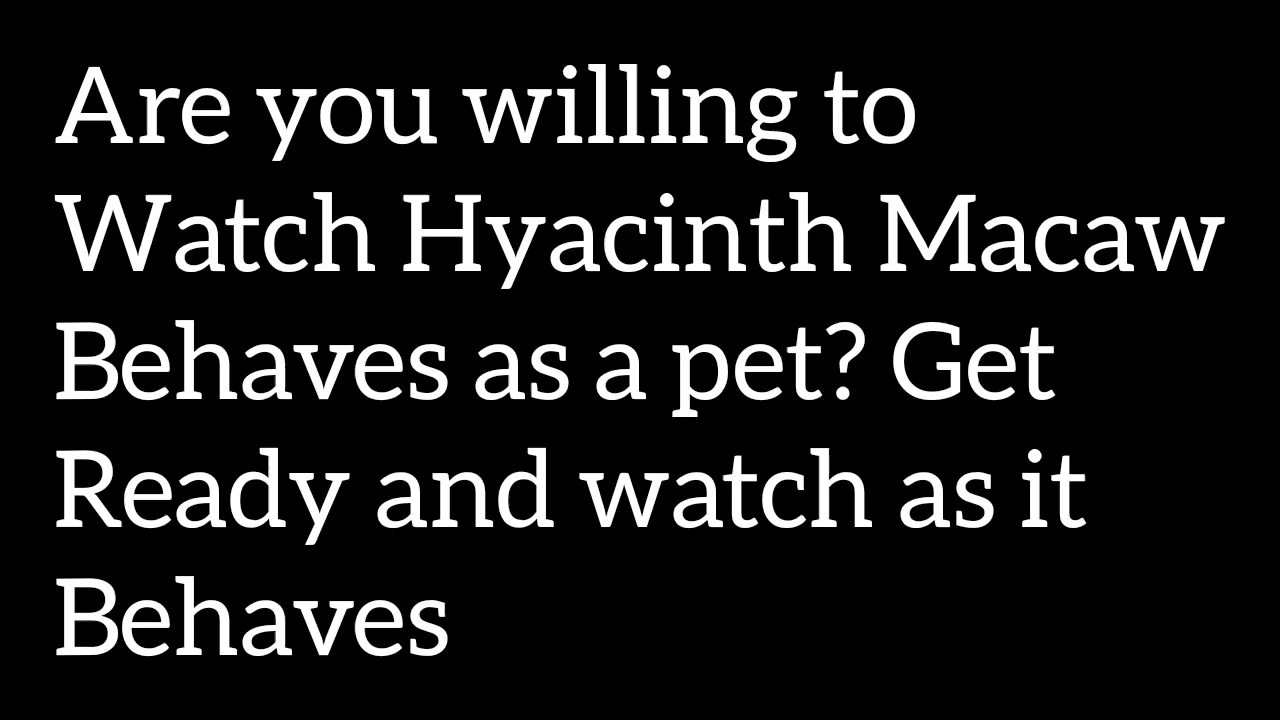 Are you willing to
Watch Hyacinth Macaw
Behaves as a pet? Get
Ready and watch as it
Behaves